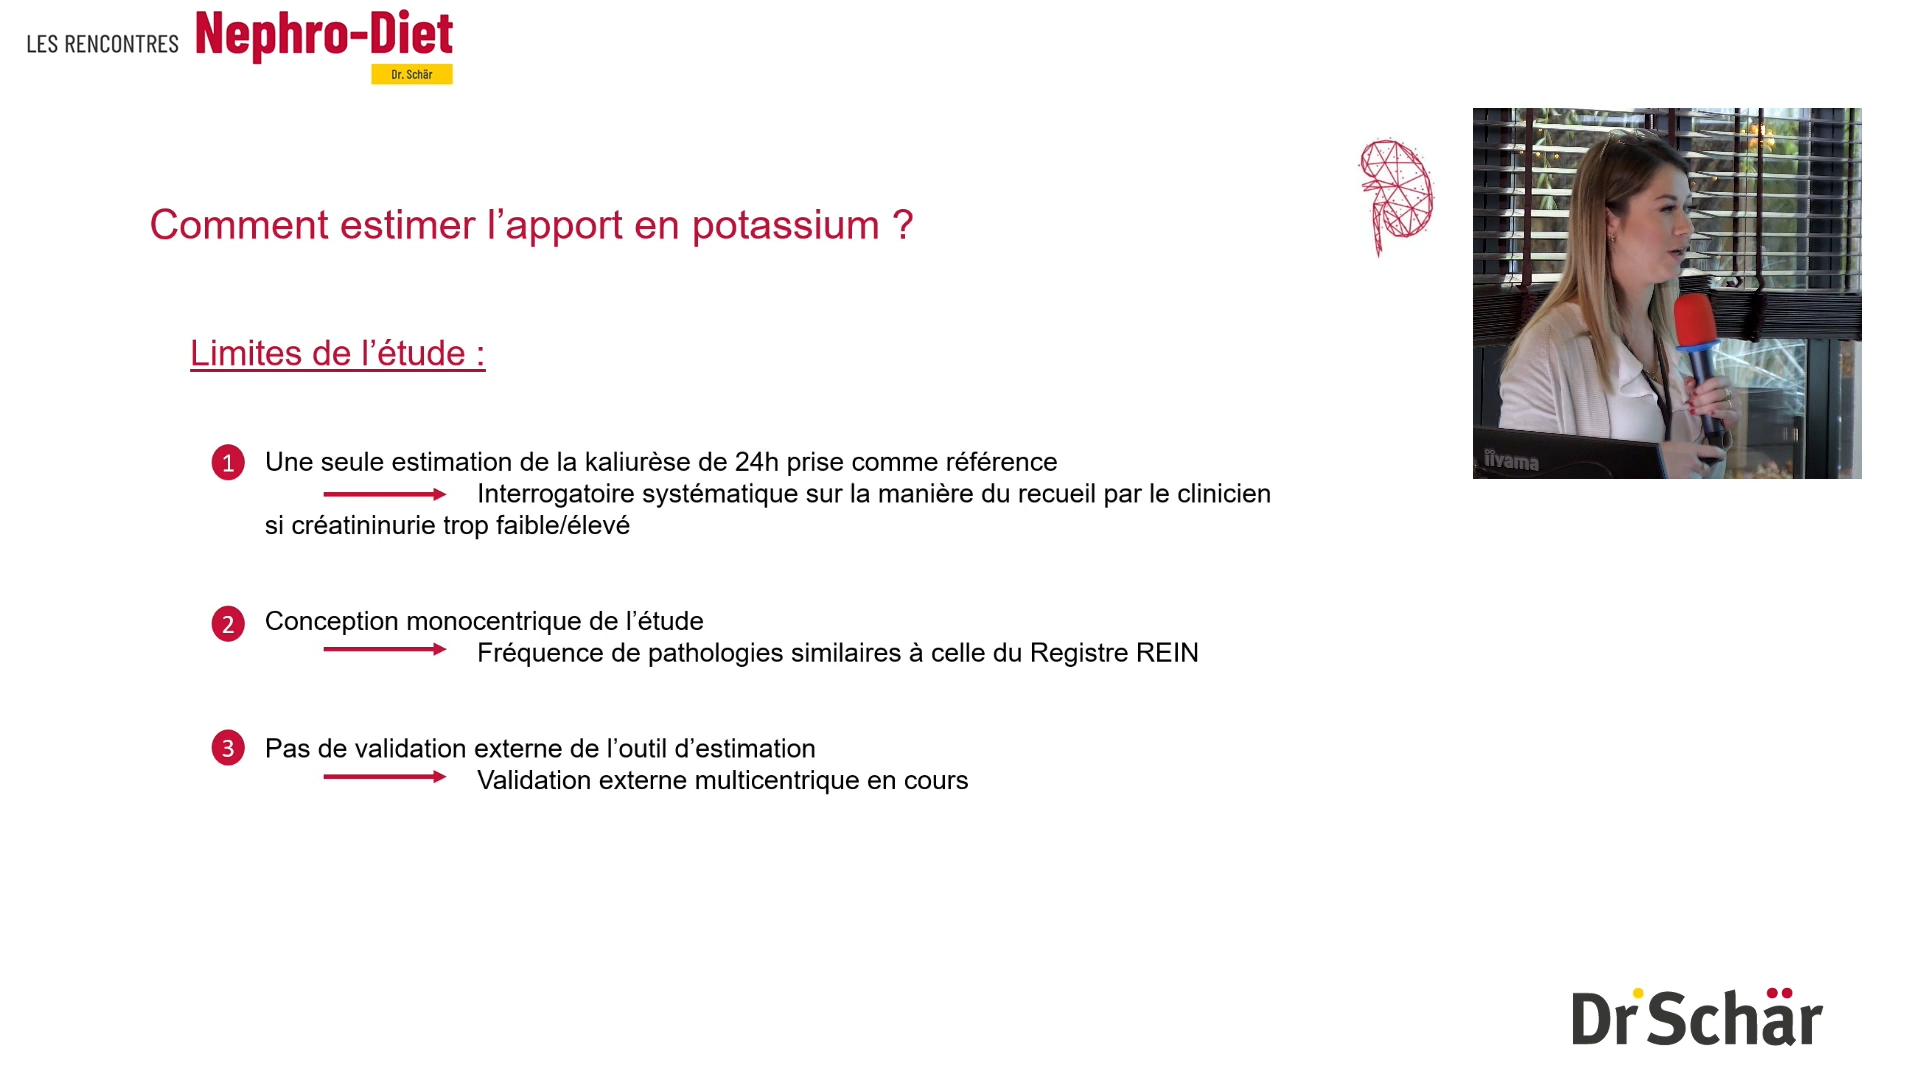 LES RENCONTRES Nephro-Diet
Dr. Schär
Comment estimer l’apport en potassium ?
Limites de l’étude :
1 Une seule estimation de la kaliurèse de 24h prise comme référence
Interrogatoire systématique sur la manière du recueil par le clinicien
si créatininurie trop faible/élevé
2 Conception monocentrique de l’étude
Fréquence de pathologies similaires à celle du Registre REIN
3 Pas de validation externe de l’outil d’estimation
Validation externe multicentrique en cours
iiyama
Dr Schär